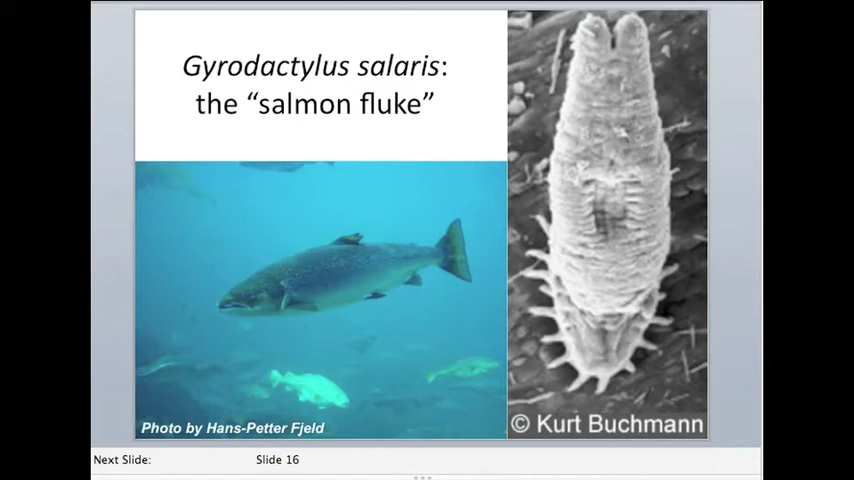 Gyrodactylus salaris:
the “salmon fluke”
Photo by Hans-Petter Fjeld
© Kurt Buchmann
Next Slide:
Slide 16